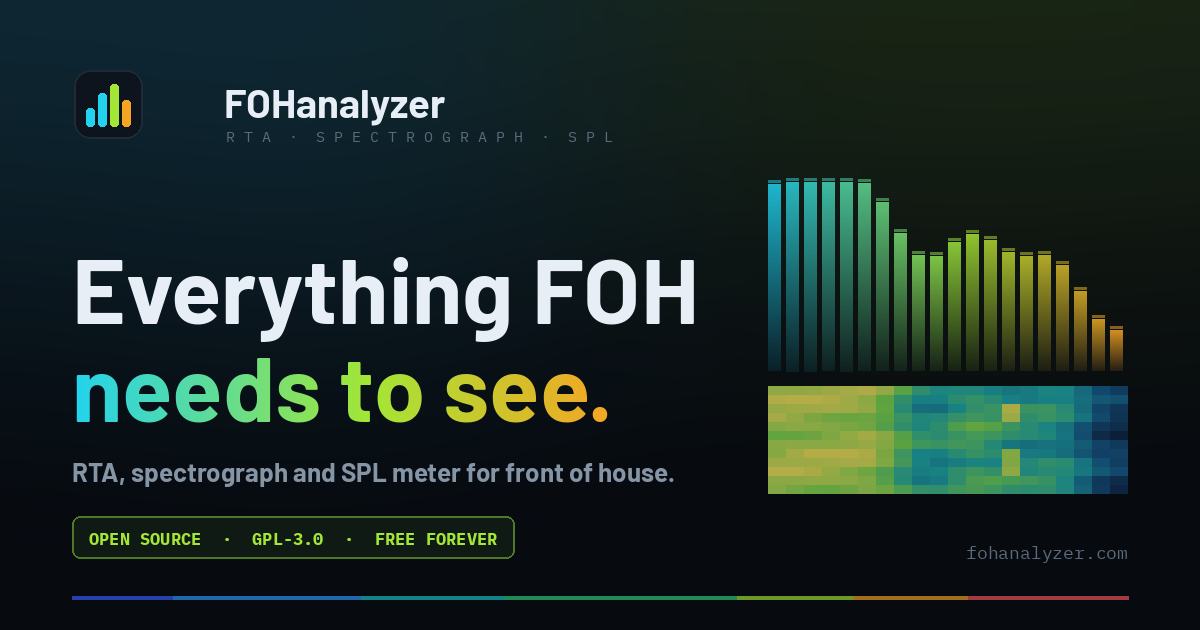 FOHanalyzer
RTA · SPECTROGRAPH · SPL
Everything FOH
needs to see.
RTA, spectrograph and SPL meter for front of house.
OPEN SOURCE · GPL-3.0 · FREE FOREVER
fohanalyzer.com